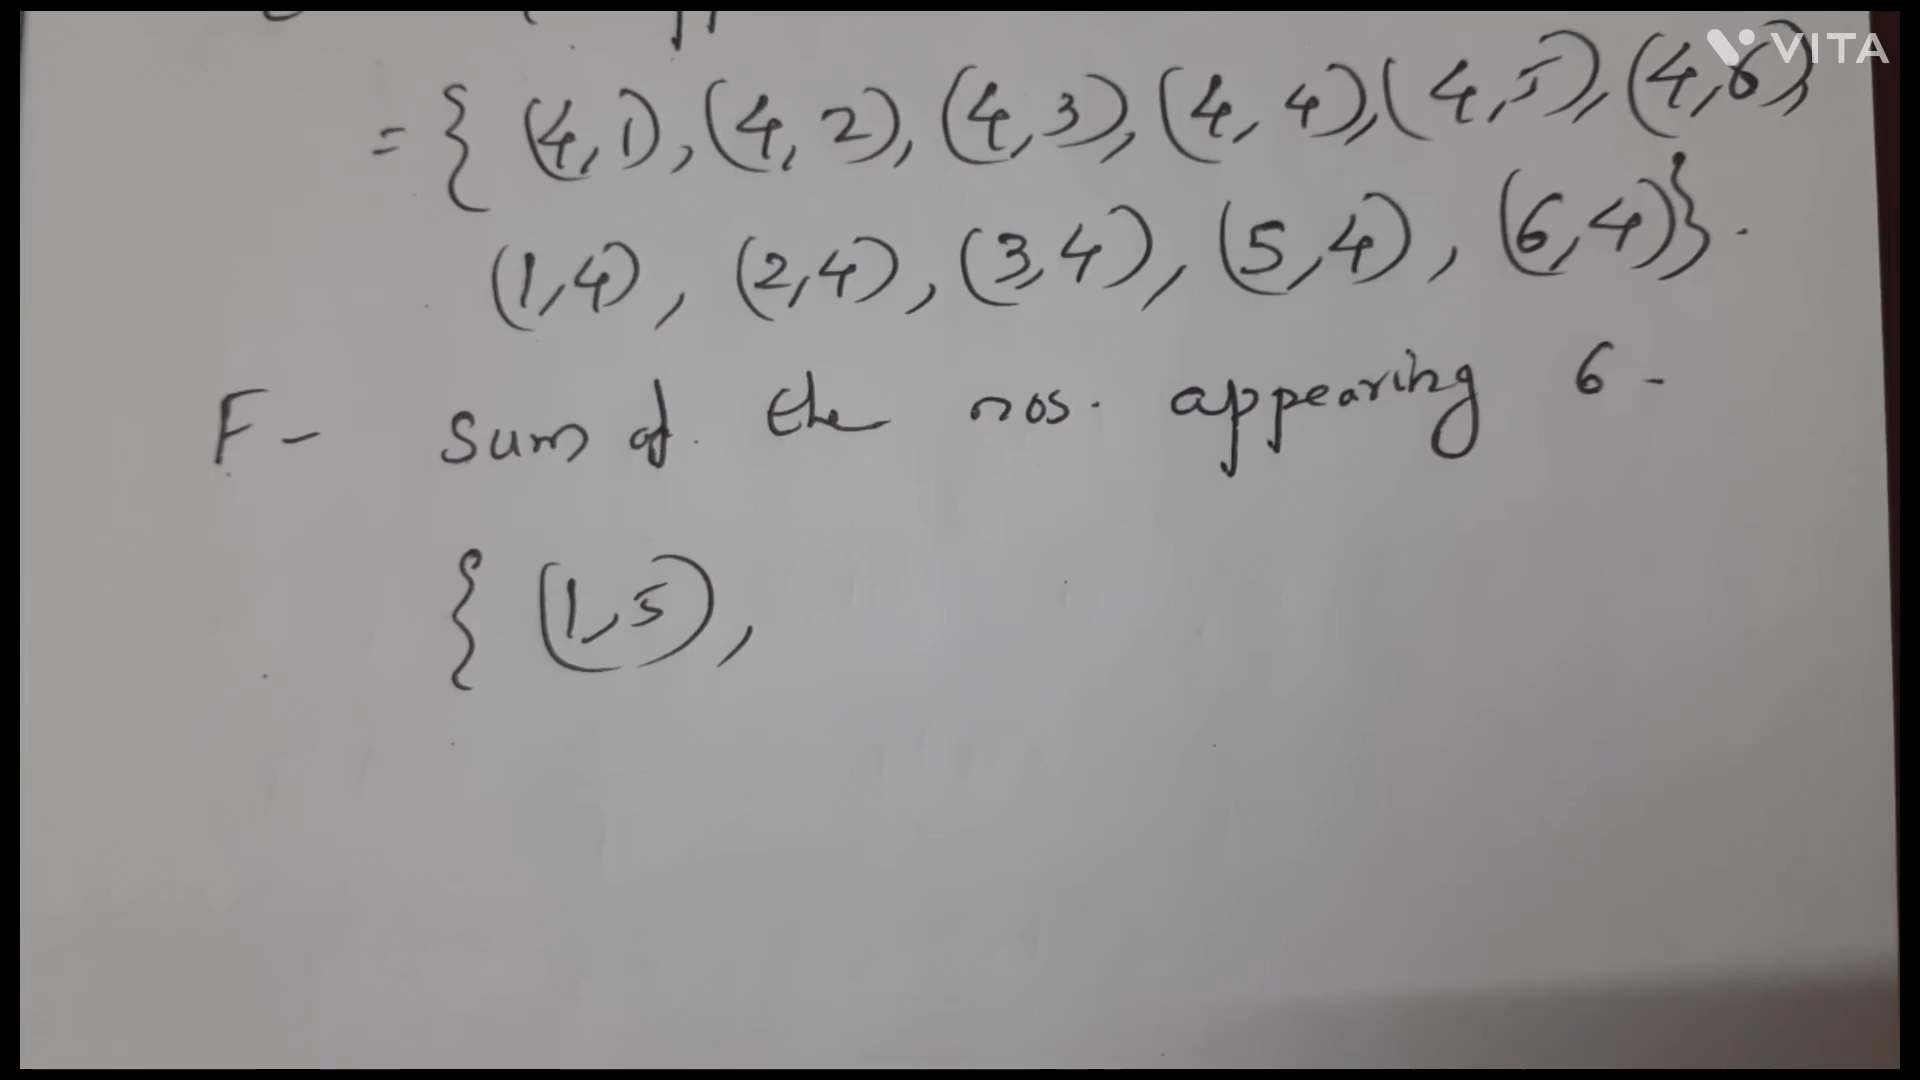 VITA
= { (4,1), (4,2), (4,3), (4,4), (4,5), (4,6),
(1,4), (2,4), (3,4), (5,4), (6,4)}.
F- Sum of the nos. appearing 6-
{ (1,5),